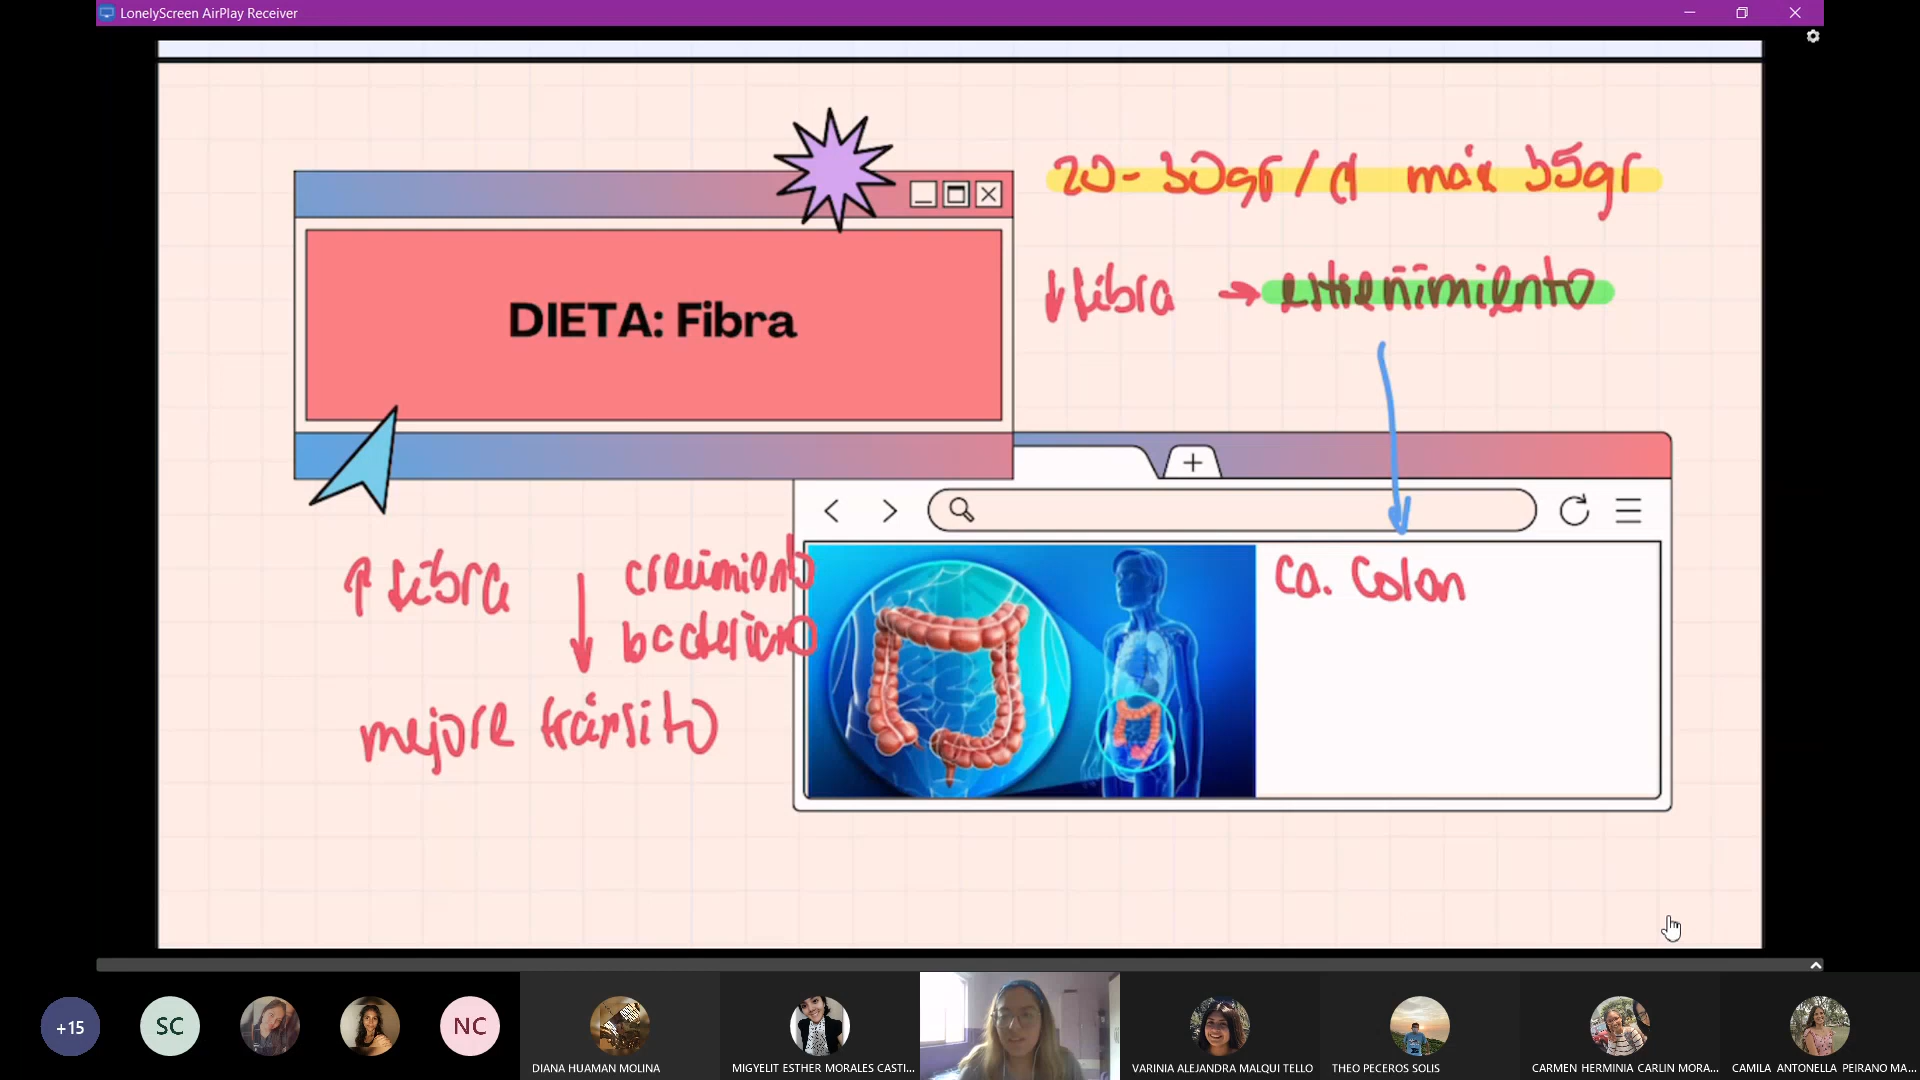 LonelyScreen AirPlay Receiver
20-30gr/d máx 35gr
DIETA: Fibra
↓ fibra → estreñimiento
Ca. Colon
↑ fibra ↓ crecimiento
bacteriano
mejore tránsito
+15
SC
NC
DIANA HUAMAN MOLINA
MIGYELIT ESTHER MORALES CASTI...
VARINIA ALEJANDRA MALQUI TELLO
THEO PECEROS SOLIS
CARMEN HERMINIA CARLIN MORA...
CAMILA ANTONELLA PEIRANO MA...